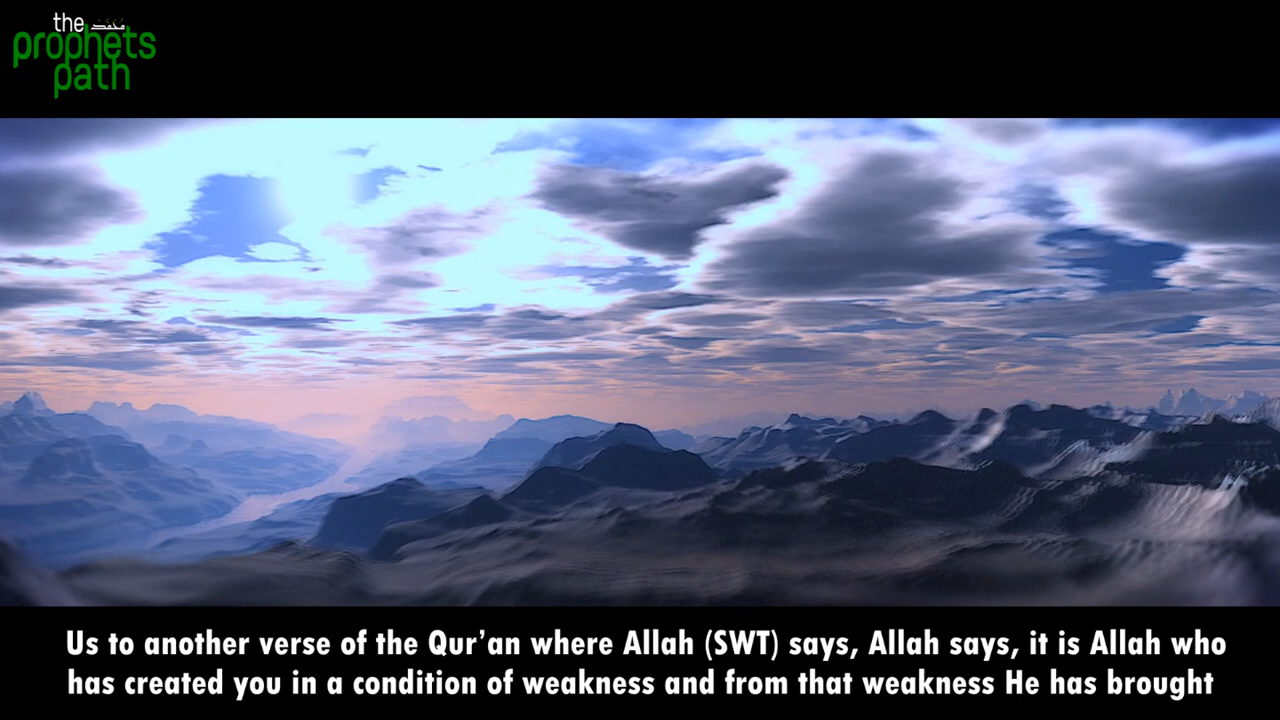 the محمد
prophets
path
Us to another verse of the Qur’an where Allah (SWT) says, Allah says, it is Allah who
has created you in a condition of weakness and from that weakness He has brought